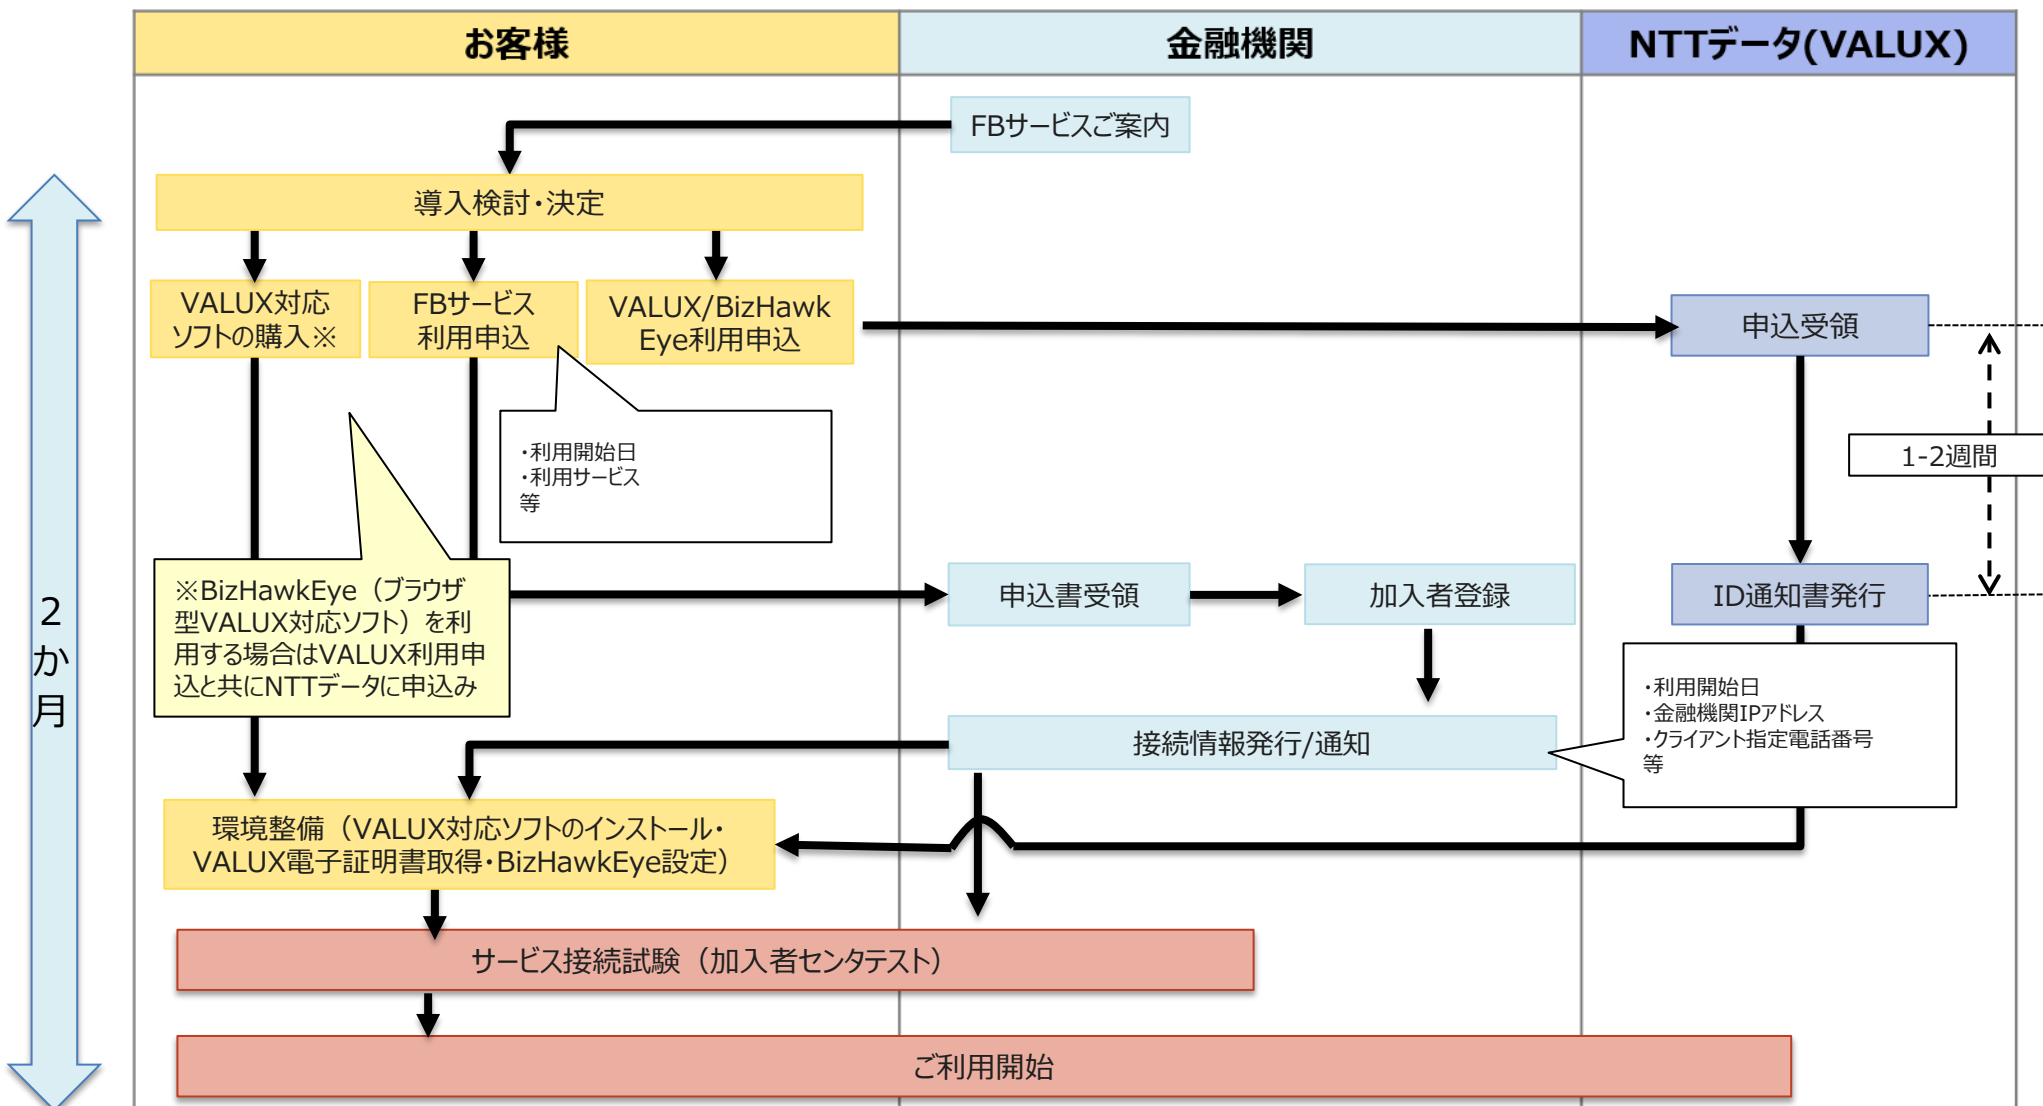 お客様
金融機関
NTTデータ(VALUX)
FBサービスご案内
導入検討・決定
VALUX対応
ソフトの購入※
FBサービス
利用申込
VALUX/BizHawk
Eye利用申込
申込受領
・利用開始日
・利用サービス
等
1-2週間
※BizHawkEye（ブラウザ
型VALUX対応ソフト）を利
用する場合はVALUX利用申
込と共にNTTデータに申込み
申込書受領
加入者登録
ID通知書発行
2
か
月
・利用開始日
・金融機関IPアドレス
・クライアント指定電話番号
等
接続情報発行/通知
環境整備（VALUX対応ソフトのインストール・
VALUX電子証明書取得・BizHawkEye設定）
サービス接続試験（加入者センタテスト）
ご利用開始